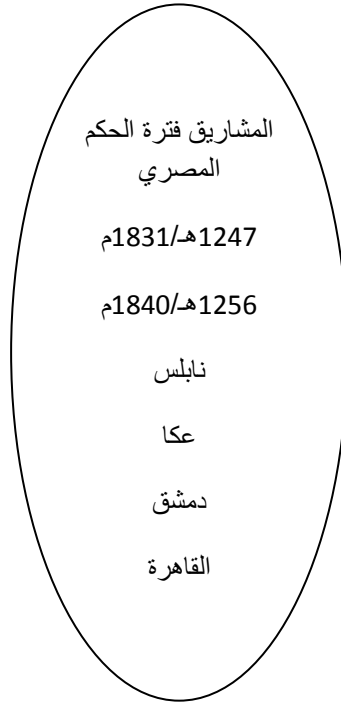 المشاريق فترة الحكم
المصري
1247هـ/1831م
1256هـ/1840م
نابلس
عكا
دمشق
القاهرة